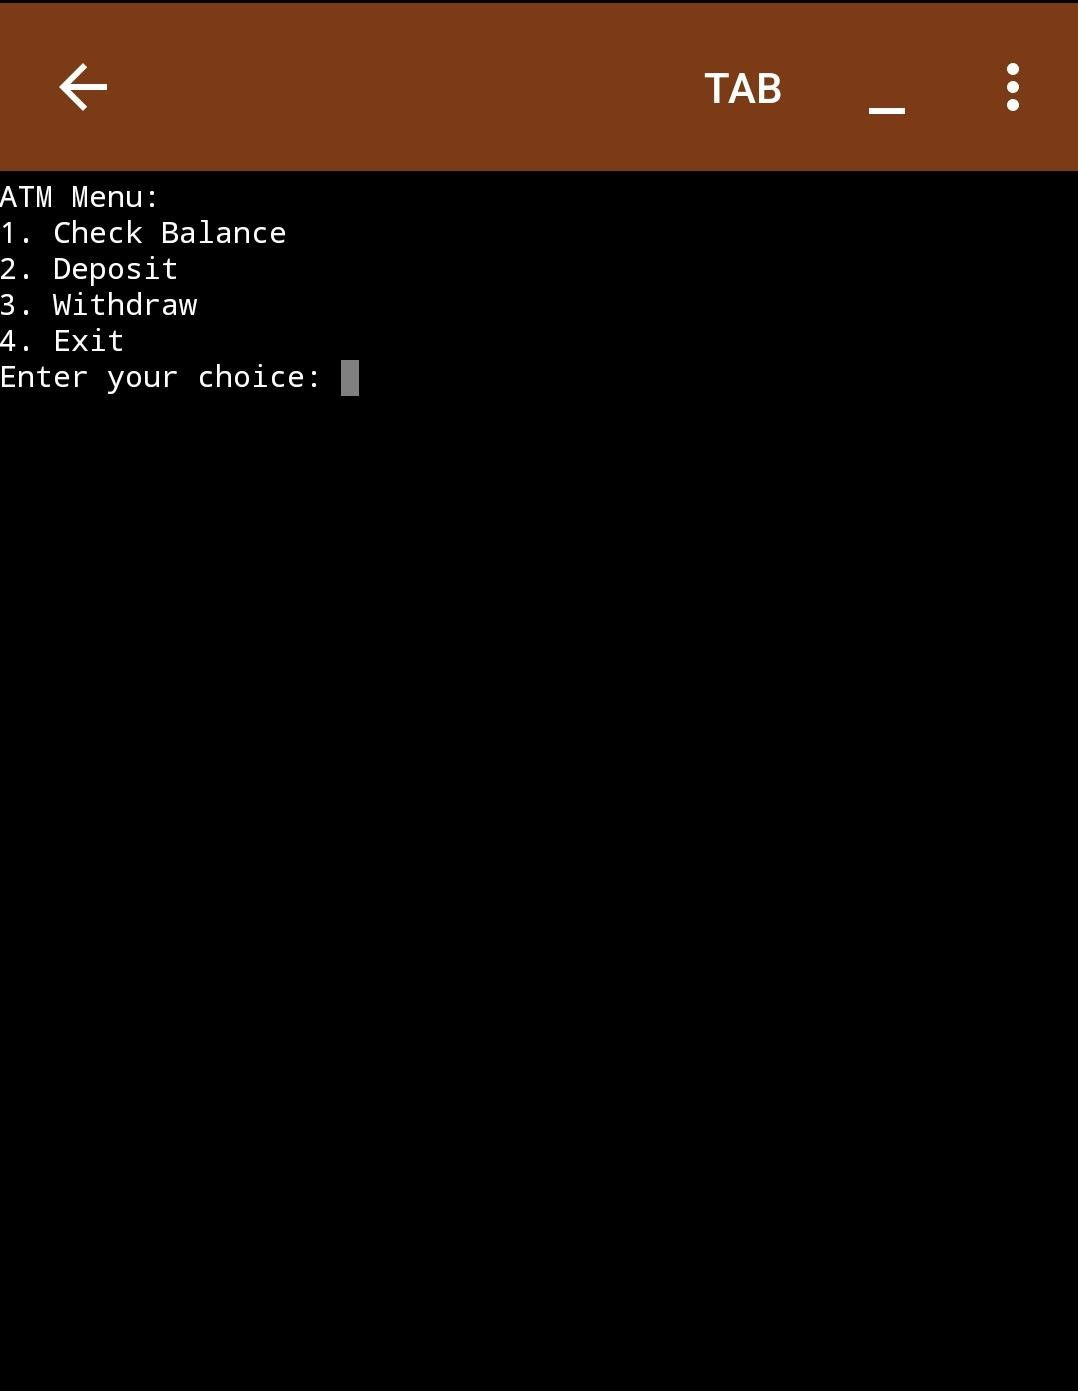 TAB
ATM Menu:
1. Check Balance
2. Deposit
3. Withdraw
4. Exit
Enter your choice: